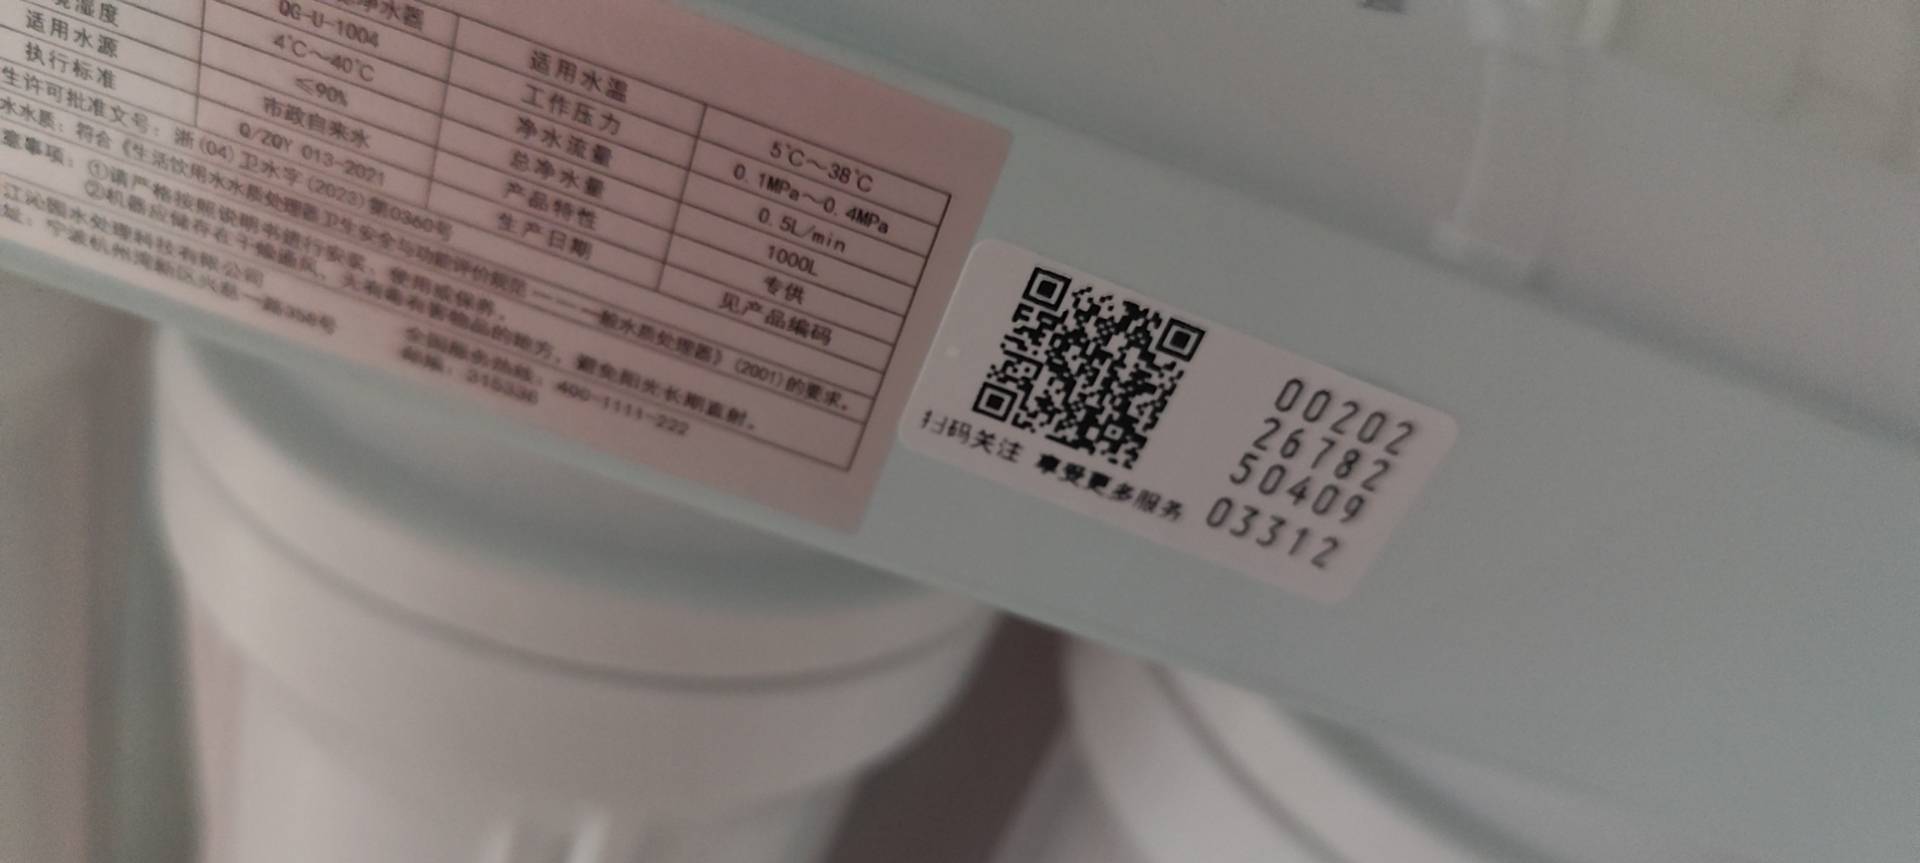 净水器
湿度 QG-U-1004 适用水温 5℃～38℃
适用水源 4℃～40℃ 工作压力 0.1MPa～0.4MPa
执行标准 ≤90% 净水流量 0.5L/min
市政自来水 总净水量 1000L
Q/ZQY 013-2021 产品特性 专供
生产日期 见产品编码
生许可批准文号：浙(04)卫水字(2023)第0360号
水水质：符合《生活饮用水水质处理器卫生安全与功能评价规范——一般水质处理器》(2001)的要求。
意事项：①请严格按照说明书进行安装、使用或保养。
②机器应储存在干燥通风、无有毒有害物品的地方，避免阳光长期直射。
江沁园水处理科技有限公司 全国服务热线：400-1111-222
址：宁波杭州湾新区兴慈一路358号 邮编：315336
扫码关注 享受更多服务
00202
26782
50409
03312